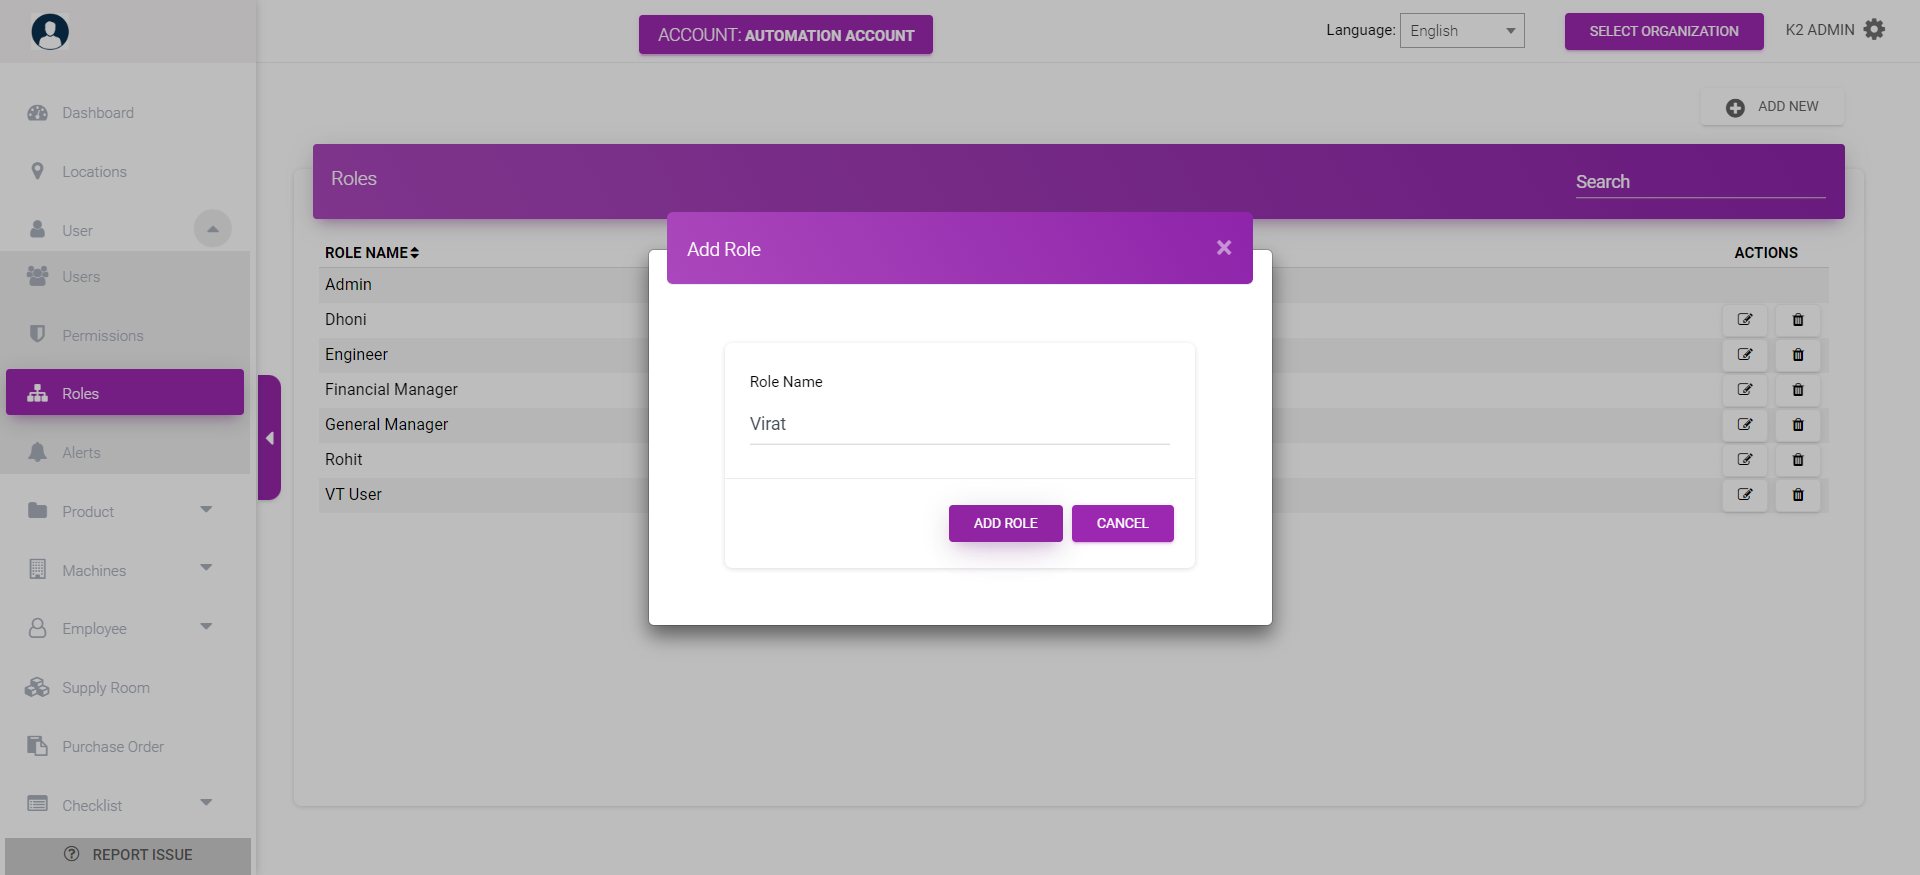 ACCOUNT: AUTOMATION ACCOUNT
Language: English
SELECT ORGANIZATION
K2 ADMIN
Dashboard
Locations
User
Users
Permissions
Roles
Alerts
Product
Machines
Employee
Supply Room
Purchase Order
Checklist
REPORT ISSUE
ADD NEW
Roles
Search
ROLE NAME
ACTIONS
Admin
Dhoni
Engineer
Financial Manager
General Manager
Rohit
VT User
Add Role
×
Role Name
Virat
ADD ROLE
CANCEL